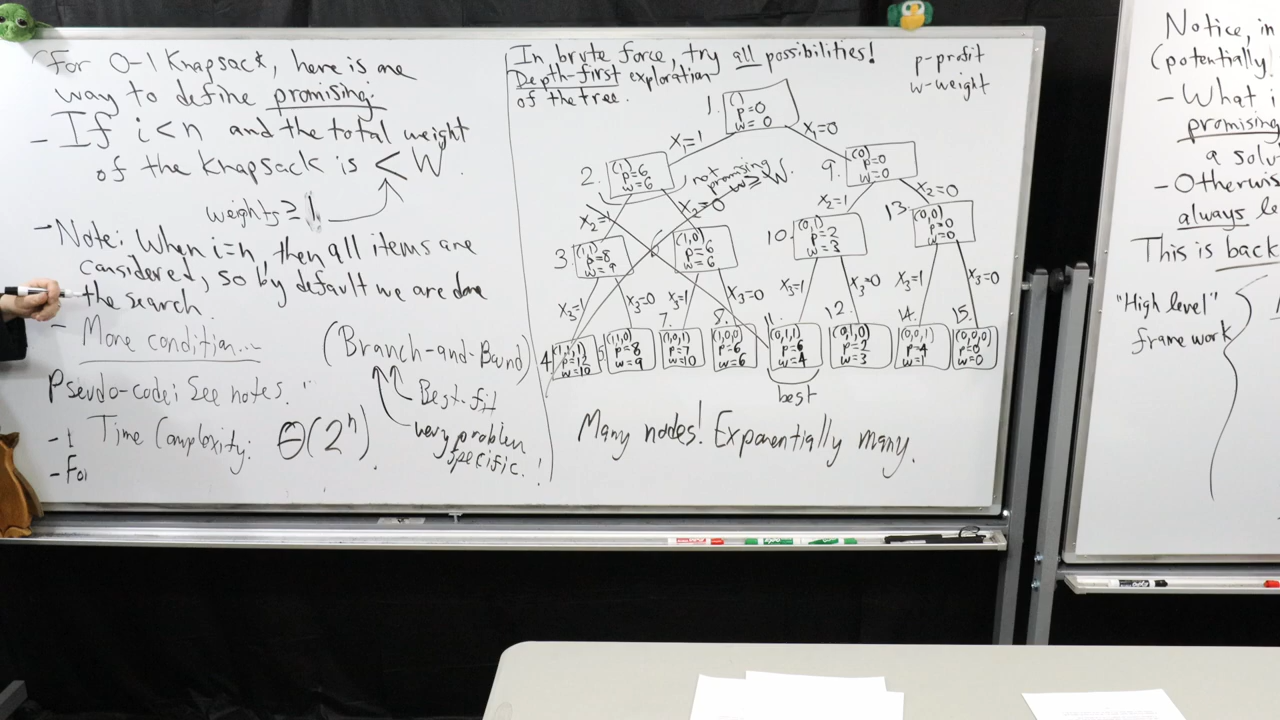 For 0-1 Knapsack, here is one
way to define promising:
- If i<n and the total weight
of the knapsack is < W.
weights ≥ 1
- Note: When i=n, then all items are
considered, so by default we are done
the search.
- More condition...
(Branch-and-Bound)
Pseudo-code: See notes.
Best-fit
- Time Complexity: Θ(2ⁿ).
very problem
specific.!
- For
In brute force, try all possibilities!
Depth-first exploration
of the tree.
p-profit
w-weight
1.
()
p=0
w=0
x₁=1
x₁=0
2.
(1)
p=6
w=6
not promising
w≥W.
9.
(0)
p=0
w=0
x₂=1
x₂=0
x₂=1
x₂=0
3.
(1,1)
p=8
w=9
(1,0)
p=6
w=6
10.
(0,1)
p=2
w=3
13.
(0,0)
p=0
w=0
x₃=1
x₃=0
x₃=1
x₃=0
x₃=1
x₃=0
x₃=1
x₃=0
4.
(1,1,1)
p=12
w=10
(1,1,0)
p=8
w=9
7.
(1,0,1)
w=10
8.
(1,0,0)
p=6
w=6
11.
(0,1,1)
p=6
w=4
best
12.
(0,1,0)
p=2
w=3
14.
(0,0,1)
p=4
w=1
15.
(0,0,0)
p=0
w=0
Many nodes! Exponentially many.
Notice, in
(potentially!
- What i
promising
a solu
- Otherwis
always le
This is back
"High level"
framework